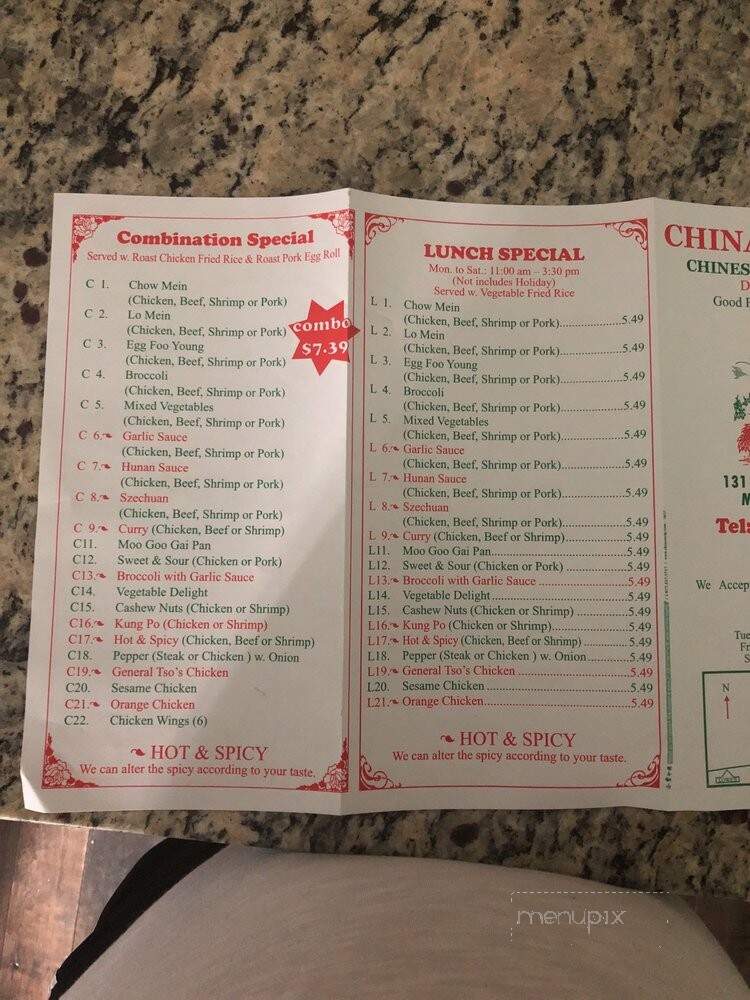 Combination Special
Served w. Roast Chicken Fried Rice & Roast Pork Egg Roll
C 1. Chow Mein
(Chicken, Beef, Shrimp or Pork)
C 2. Lo Mein
(Chicken, Beef, Shrimp or Pork)
C 3. Egg Foo Young
(Chicken, Beef, Shrimp or Pork)
C 4. Broccoli
(Chicken, Beef, Shrimp or Pork)
C 5. Mixed Vegetables
(Chicken, Beef, Shrimp or Pork)
C 6. Garlic Sauce
(Chicken, Beef, Shrimp or Pork)
C 7. Hunan Sauce
(Chicken, Beef, Shrimp or Pork)
C 8. Szechuan
(Chicken, Beef, Shrimp or Pork)
C 9. Curry (Chicken, Beef or Shrimp)
C11. Moo Goo Gai Pan
C12. Sweet & Sour (Chicken or Pork)
C13. Broccoli with Garlic Sauce
C14. Vegetable Delight
C15. Cashew Nuts (Chicken or Shrimp)
C16. Kung Po (Chicken or Shrimp)
C17. Hot & Spicy (Chicken, Beef or Shrimp)
C18. Pepper (Steak or Chicken ) w. Onion
C19. General Tso's Chicken
C20. Sesame Chicken
C21. Orange Chicken
C22. Chicken Wings (6)
HOT & SPICY
We can alter the spicy according to your taste.
combo
$7.39
LUNCH SPECIAL
Mon. to Sat.: 11:00 am – 3:30 pm
(Not includes Holiday)
Served w. Vegetable Fried Rice
L 1. Chow Mein
(Chicken, Beef, Shrimp or Pork)......................5.49
L 2. Lo Mein
(Chicken, Beef, Shrimp or Pork)......................5.49
L 3. Egg Foo Young
(Chicken, Beef, Shrimp or Pork)......................5.49
L 4. Broccoli
(Chicken, Beef, Shrimp or Pork)......................5.49
L 5. Mixed Vegetables
(Chicken, Beef, Shrimp or Pork)......................5.49
L 6. Garlic Sauce
(Chicken, Beef, Shrimp or Pork)......................5.49
L 7. Hunan Sauce
(Chicken, Beef, Shrimp or Pork)......................5.49
L 8. Szechuan
(Chicken, Beef, Shrimp or Pork)......................5.49
L 9. Curry (Chicken, Beef or Shrimp)......................5.49
L11. Moo Goo Gai Pan......................5.49
L12. Sweet & Sour (Chicken or Pork)......................5.49
L13. Broccoli with Garlic Sauce ......................5.49
L14. Vegetable Delight......................5.49
L15. Cashew Nuts (Chicken or Shrimp) ......................5.49
L16. Kung Po (Chicken or Shrimp)......................5.49
L17. Hot & Spicy (Chicken, Beef or Shrimp) ......................5.49
L18. Pepper (Steak or Chicken ) w. Onion............5.49
L19. General Tso's Chicken ......................5.49
L20. Sesame Chicken ......................5.49
L21. Orange Chicken......................5.49
HOT & SPICY
We can alter the spicy according to your taste.
CHINA
CHINES
D
Good F
131
M
Tel:
We Accep
Tue
Fr
S
N
menupix